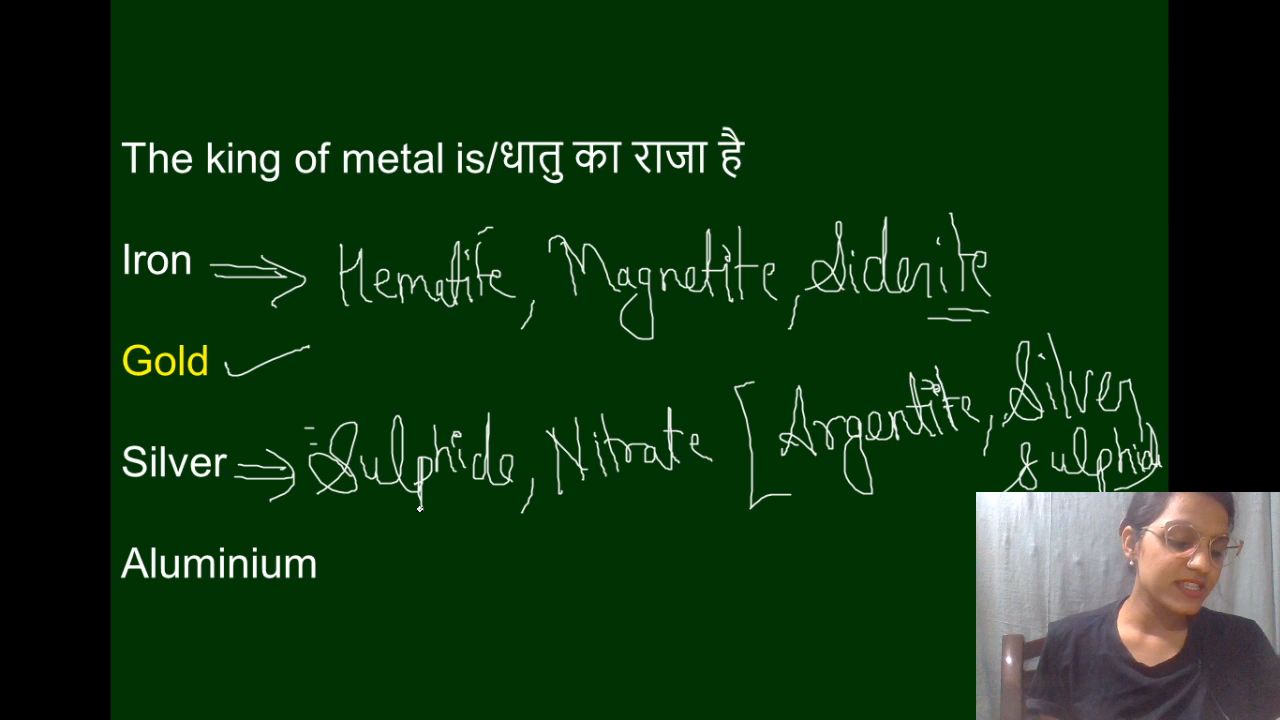 The king of metal is/धातु का राजा है
Iron ⇒ Hematite, Magnetite, Siderite
Gold ✓
Silver ⇒ Sulphide, Nitrate [Argentite, Silver
sulphide
Aluminium